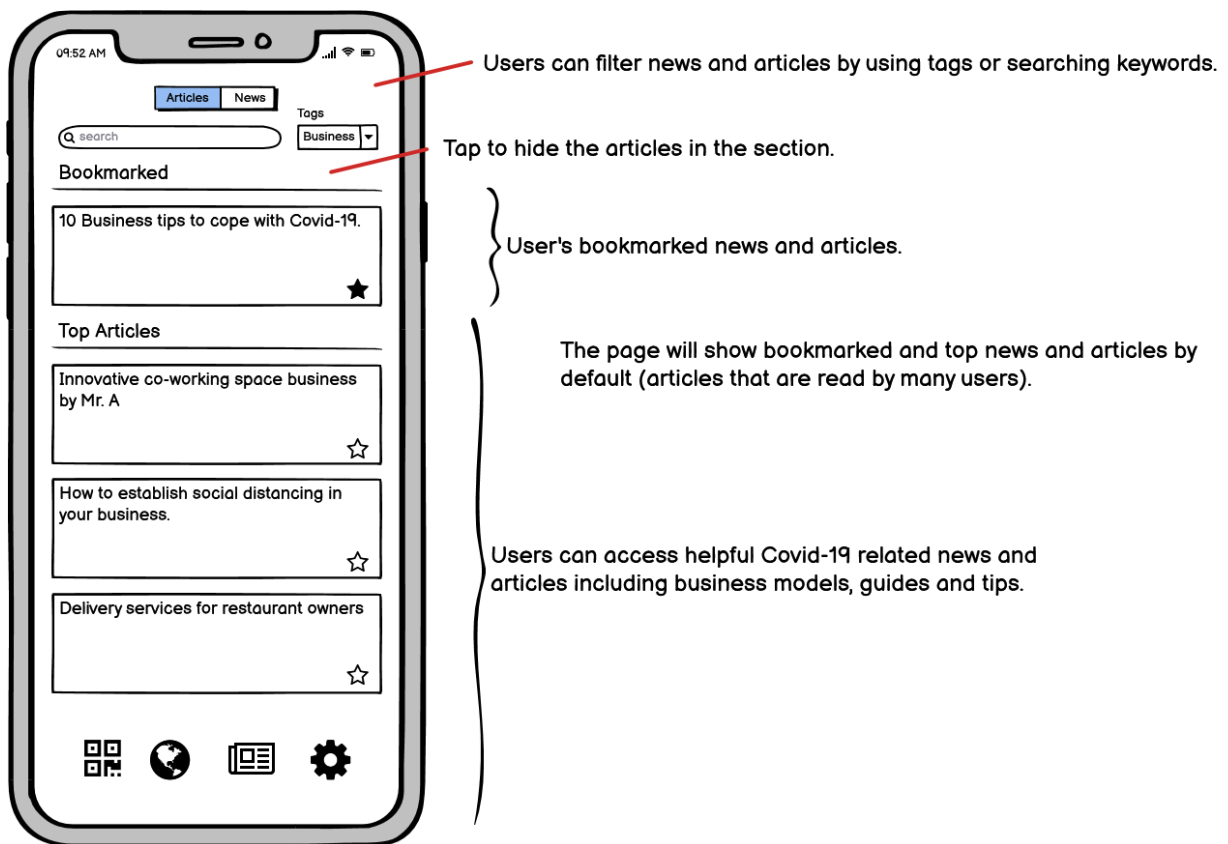 09:52 AM
Users can filter news and articles by using tags or searching keywords.
Articles News
Tags
search
Business
Tap to hide the articles in the section.
Bookmarked
10 Business tips to cope with Covid-19.
User's bookmarked news and articles.
Top Articles
The page will show bookmarked and top news and articles by
default (articles that are read by many users).
Innovative co-working space business
by Mr. A
How to establish social distancing in
your business.
Users can access helpful Covid-19 related news and
articles including business models, guides and tips.
Delivery services for restaurant owners